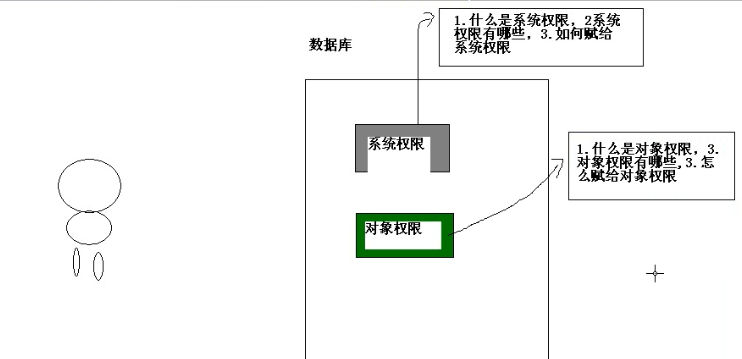 1.什么是系统权限，2系统
权限有哪些，3.如何赋给
系统权限
数据库
系统权限
1.什么是对象权限，3.
对象权限有哪些,3.怎
么赋给对象权限
对象权限